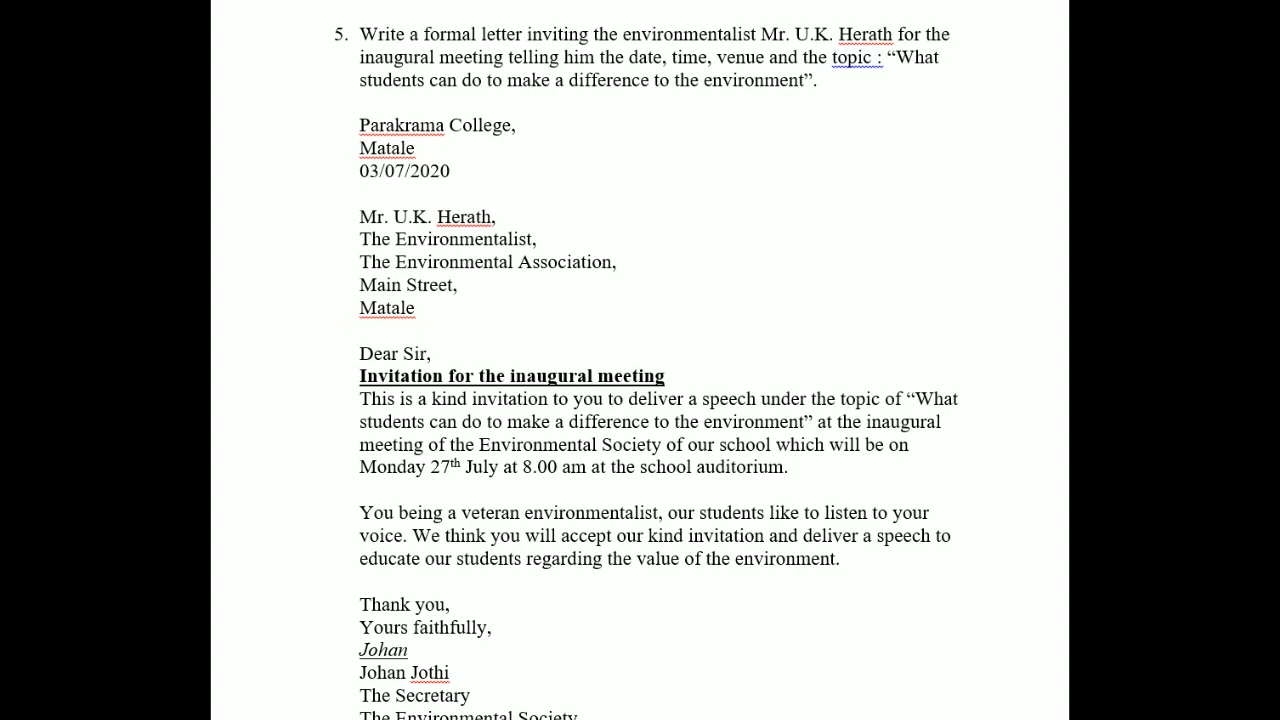 5. Write a formal letter inviting the environmentalist Mr. U.K. Herath for the
inaugural meeting telling him the date, time, venue and the topic : “What
students can do to make a difference to the environment”.
Parakrama College,
Matale
03/07/2020
Mr. U.K. Herath,
The Environmentalist,
The Environmental Association,
Main Street,
Matale
Dear Sir,
Invitation for the inaugural meeting
This is a kind invitation to you to deliver a speech under the topic of “What
students can do to make a difference to the environment” at the inaugural
meeting of the Environmental Society of our school which will be on
Monday 27th July at 8.00 am at the school auditorium.
You being a veteran environmentalist, our students like to listen to your
voice. We think you will accept our kind invitation and deliver a speech to
educate our students regarding the value of the environment.
Thank you,
Yours faithfully,
Johan
Johan Jothi
The Secretary
The Environmental Society